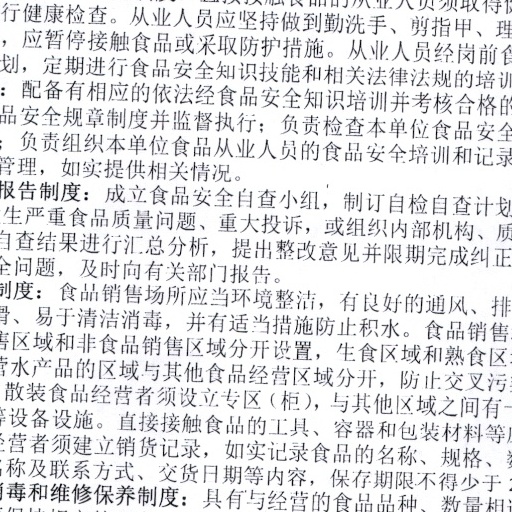 直接接触食品的从业人员须取得
行健康检查。从业人员应坚持做到勤洗手、剪指甲、理
，应暂停接触食品或采取防护措施。从业人员经岗前食
划，定期进行食品安全知识技能和相关法律法规的培训
：配备有相应的依法经食品安全知识培训并考核合格的
品安全规章制度并监督执行；负责检查本单位食品安全
；负责组织本单位食品从业人员的食品安全培训和记录
管理，如实提供相关情况。
报告制度：成立食品安全自查小组，制订自检自查计划
生严重食品质量问题、重大投诉，或组织内部机构、质
自查结果进行汇总分析，提出整改意见并限期完成纠正
全问题，及时向有关部门报告。
制度：食品销售场所应当环境整洁，有良好的通风、排
滑、易于清洁消毒，并有适当措施防止积水。食品销售
售区域和非食品销售区域分开设置，生食区域和熟食区
营水产品的区域与其他食品经营区域分开，防止交叉污
散装食品经营者须设立专区（柜），与其他区域之间有一
等设备设施。直接接触食品的工具、容器和包装材料等
经营者须建立销货记录，如实记录食品的名称、规格、
名称及联系方式、交货日期等内容，保存期限不得少于 2
消毒和维修保养制度：具有与经营的食品品种、数量相适